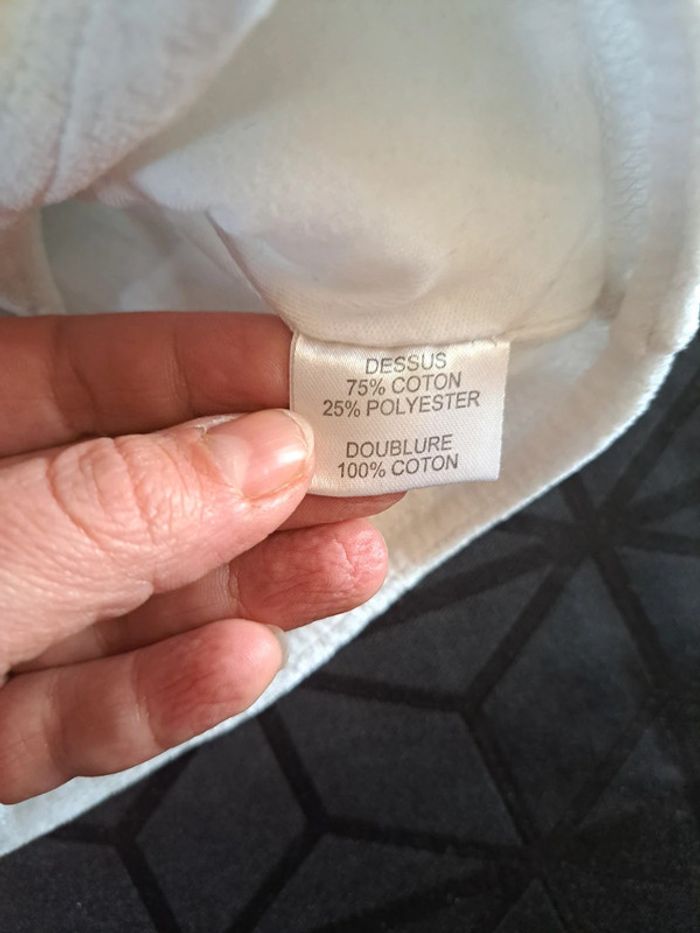 DESSUS
75% COTON
25% POLYESTER
DOUBLURE
100% COTON